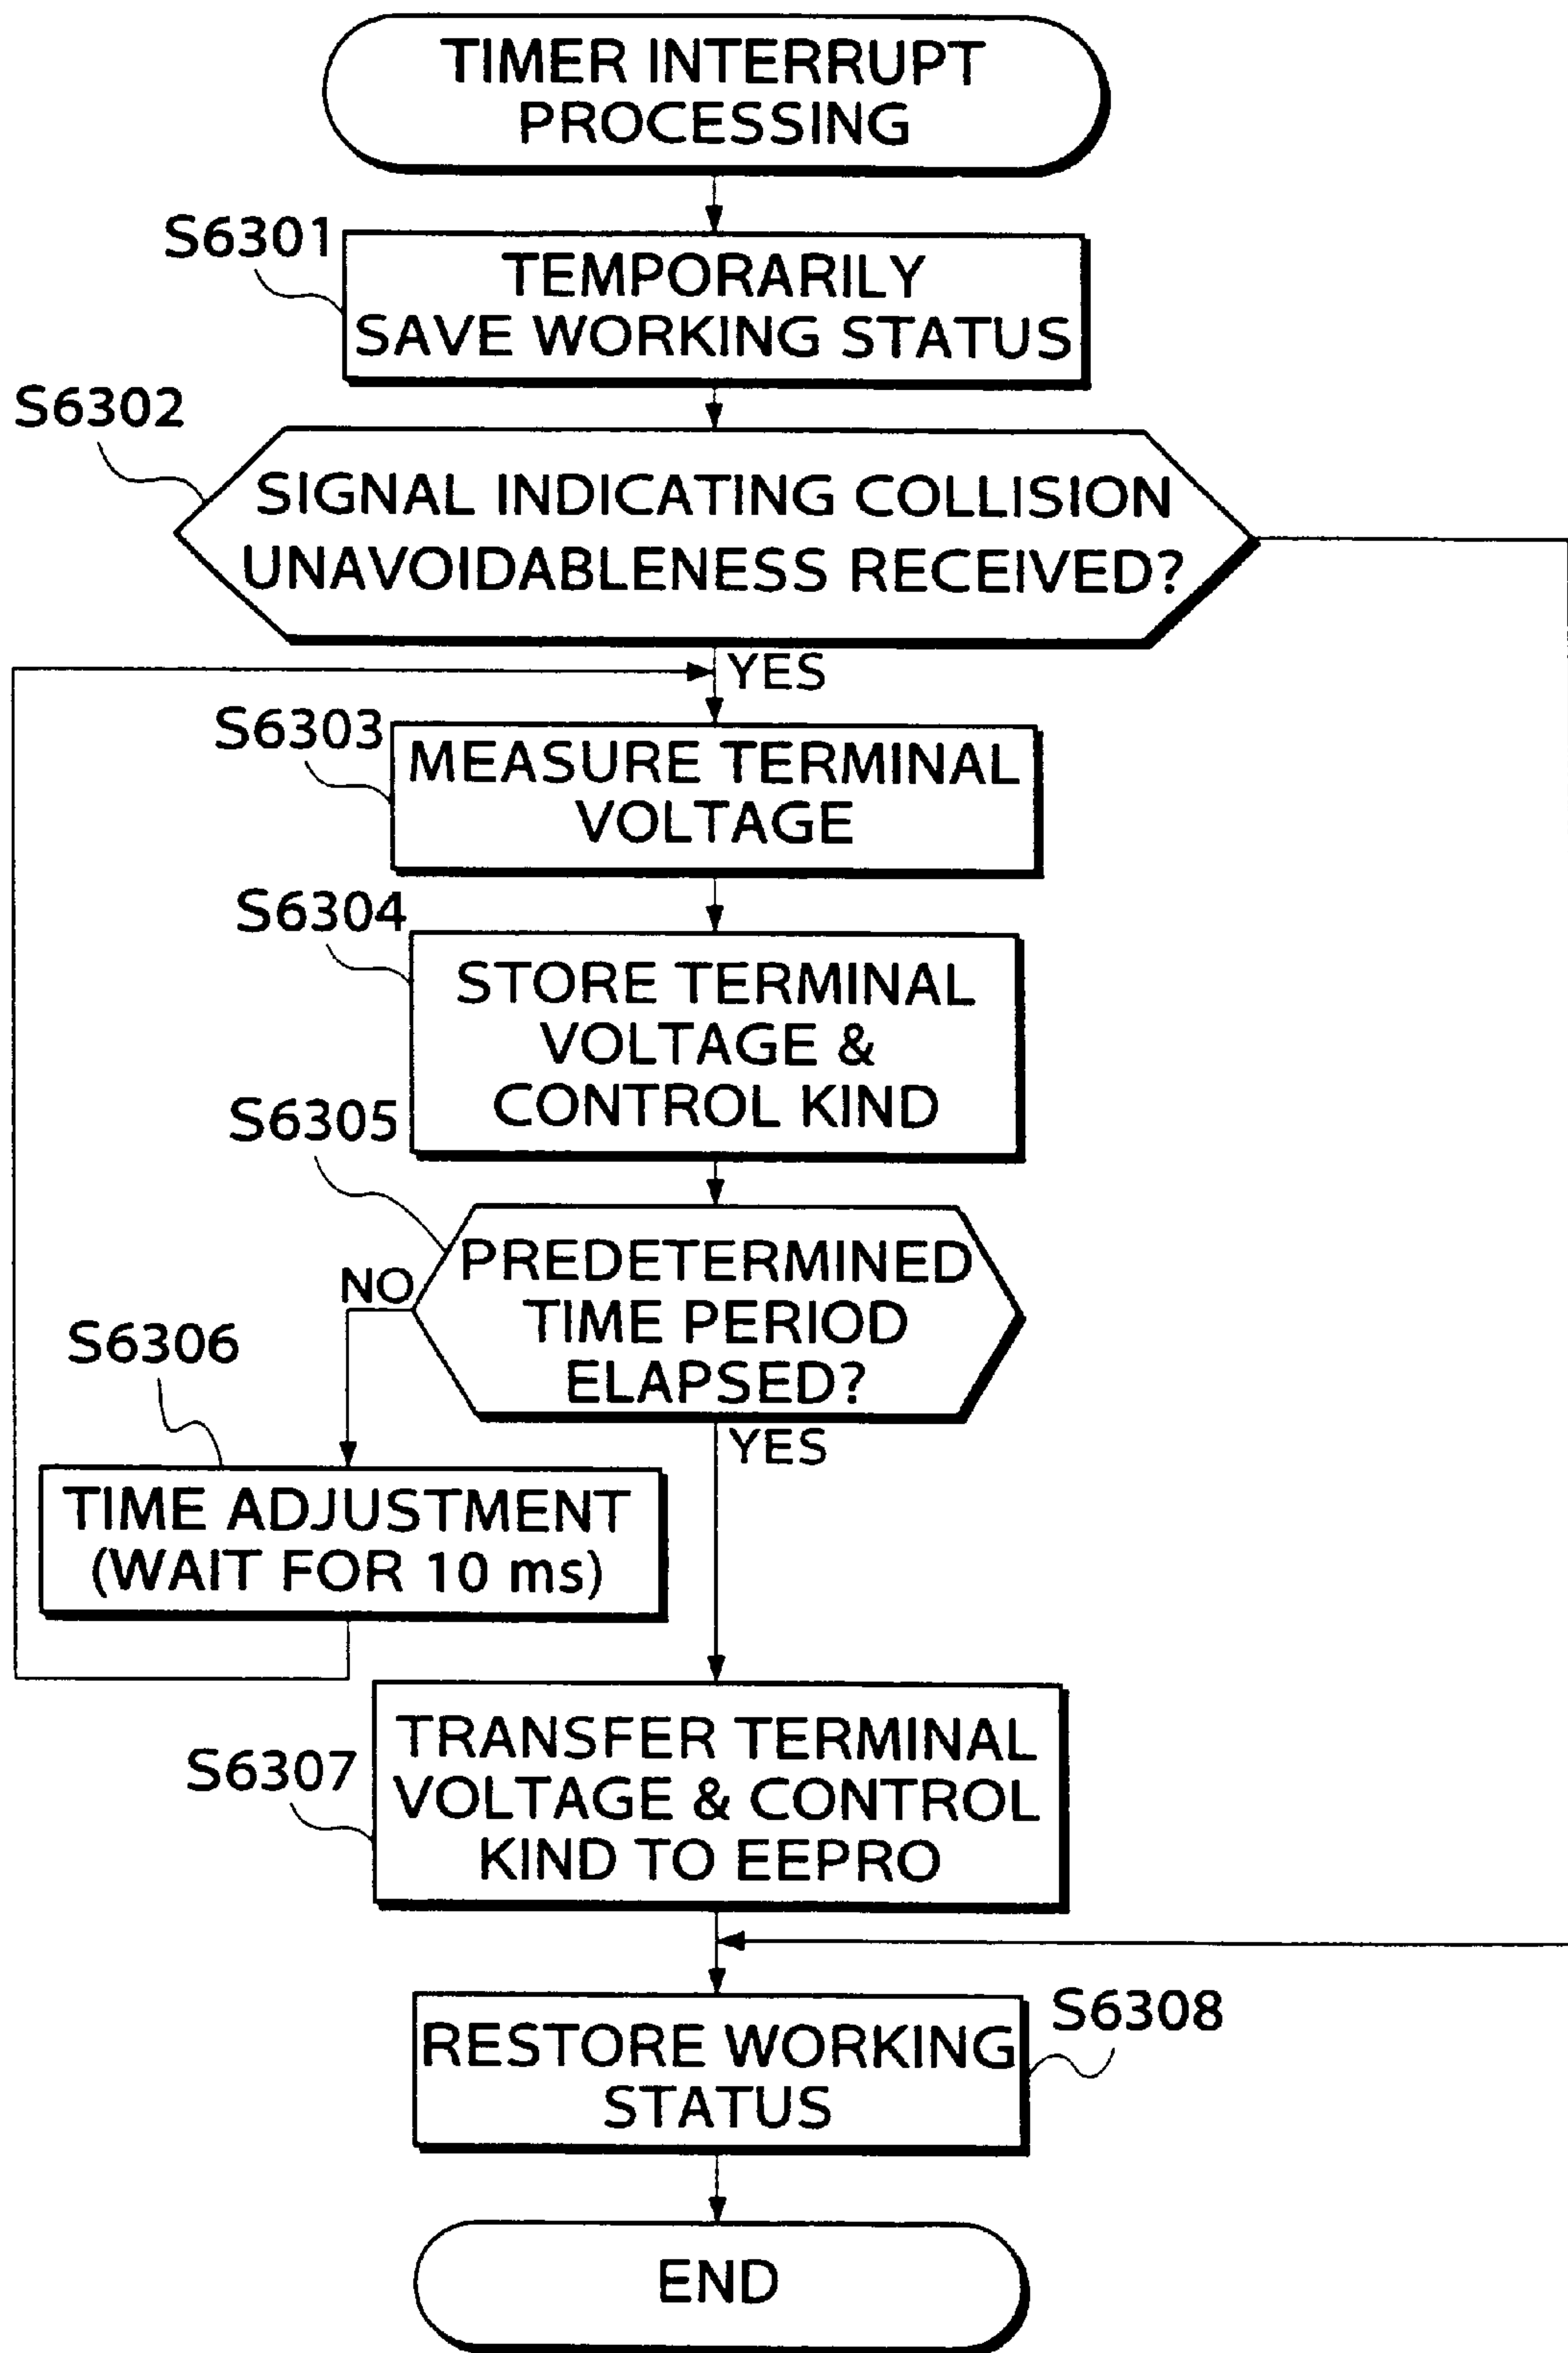 TIMER INTERRUPT
PROCESSING
S6301
TEMPORARILY
SAVE WORKING STATUS
S6302
SIGNAL INDICATING COLLISION
UNAVOIDABLENESS RECEIVED?
YES
S6303
MEASURE TERMINAL
VOLTAGE
S6304
STORE TERMINAL
VOLTAGE &
CONTROL KIND
S6305
PREDETERMINED
TIME PERIOD
ELAPSED?
NO
YES
S6306
TIME ADJUSTMENT
(WAIT FOR 10 ms)
S6307
TRANSFER TERMINAL
VOLTAGE & CONTROL
KIND TO EEPRO
S6308
RESTORE WORKING
STATUS
END